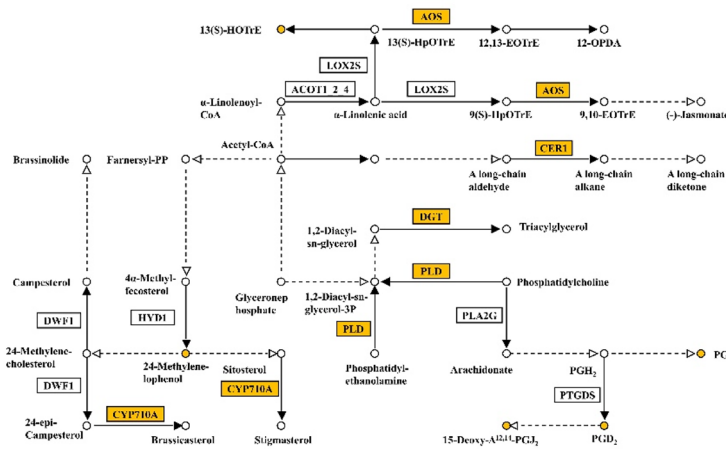 AOS
13(S)-HOTrE
13(S)-HpOTrE
12,13-EOTrE
12-OPDA
LOX2S
ACOT1_2_4
LOX2S
AOS
α-Linolenoyl-
CoA
α-Linolenic acid
9(S)-HpOTrE
9,10-EOTrE
(-)-Jasmonate
Acetyl-CoA
CER1
Brassinolide
Farnersyl-PP
A long-chain
aldehyde
A long-chain
alkane
A long-chain
diketone
DGT
1,2-Diacyl-
sn-glycerol
Triacylglycerol
PLD
Campesterol
4α-Methyl-
fecosterol
Glyceronep
hosphate
1,2-Diacyl-sn-
glycerol-3P
Phosphatidylcholine
DWF1
HYD1
PLD
PLA2G
24-Methylene-
cholesterol
24-Methylene-
lophenol
Sitosterol
Phosphatidyl-
ethanolamine
Arachidonate
PGH2
PG
DWF1
CYP710A
PTGDS
CYP710A
24-epi-
Campesterol
Brassicasterol
Stigmasterol
15-Deoxy-Δ12,14-PGJ2
PGD2